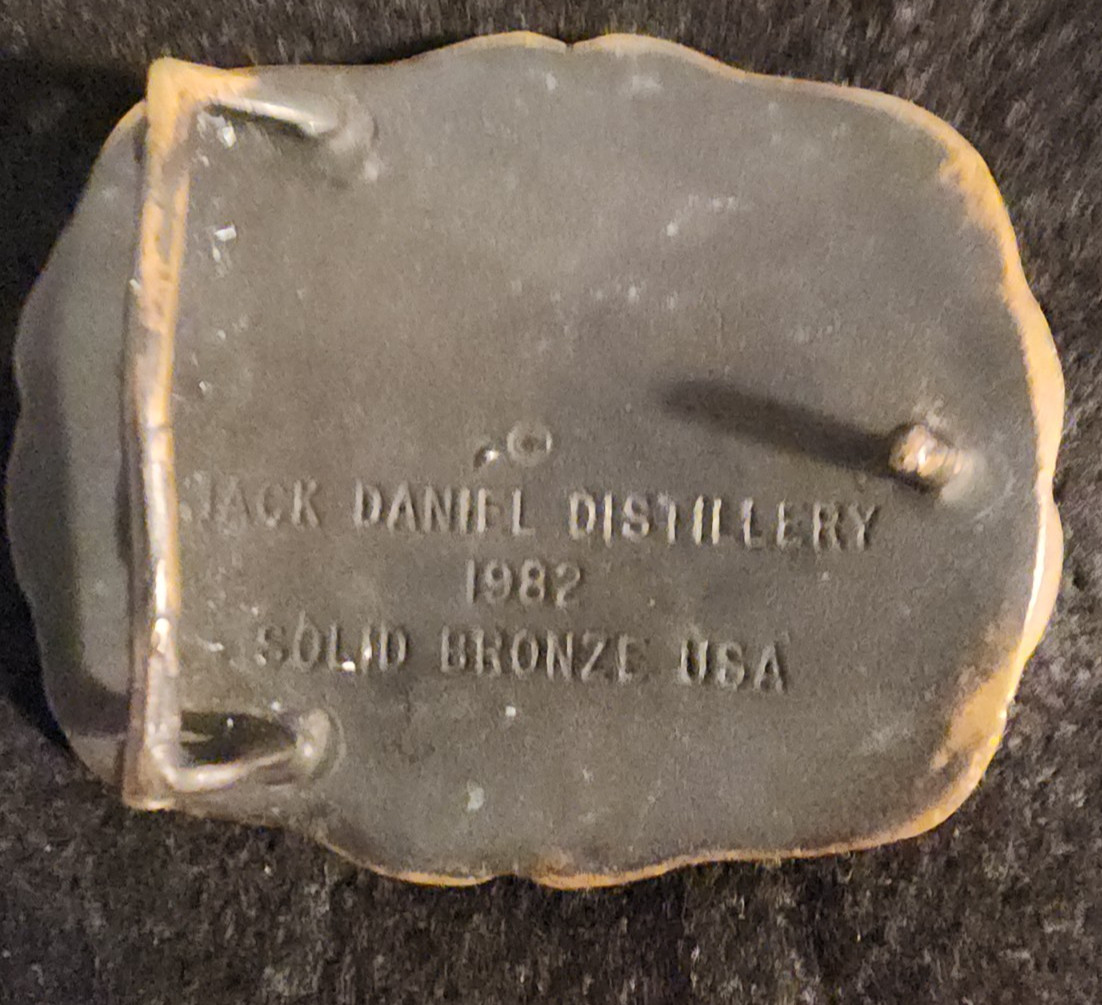 ©
JACK DANIEL DISTILLERY
1982
SOLID BRONZE USA